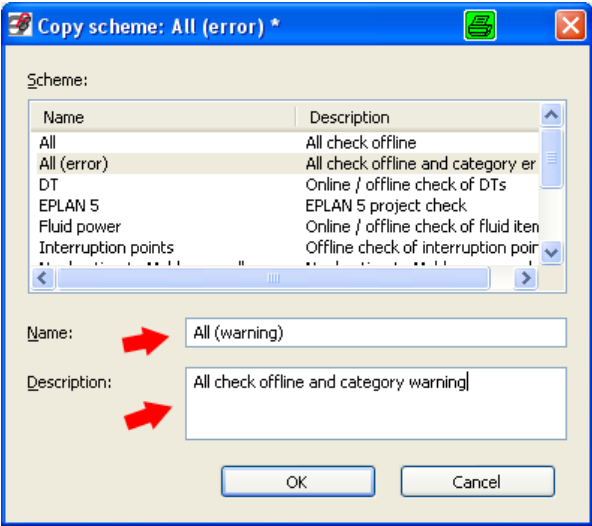 Copy scheme: All (error) *
Scheme:
Name Description
All All check offline
All (error) All check offline and category er
DT Online / offline check of DTs
EPLAN 5 EPLAN 5 project check
Fluid power Online / offline check of fluid iten
Interruption points Offline check of interruption poir
Name: All (warning)
Description: All check offline and category warning
OK Cancel